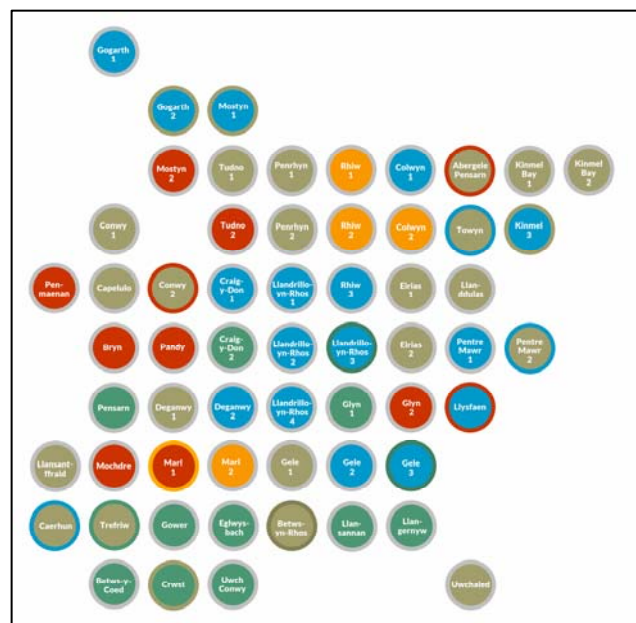 Gogarth
1
Gogarth
2
Mostyn
1
Mostyn
2
Tudno
1
Penrhyn
1
Rhiw
1
Colwyn
1
Abergele
Pensarn
Kinmel
Bay
1
Kinmel
Bay
2
Conwy
1
Tudno
2
Penrhyn
2
Rhiw
2
Colwyn
2
Towyn
Kinmel
3
Pen-
maenan
Capelulo
Conwy
2
Craig-
y-Don
1
Llandrillo-
yn-Rhos
1
Rhiw
3
Eirias
1
Llan-
ddulas
Bryn
Pandy
Craig-
y-Don
2
Llandrillo-
yn-Rhos
2
Llandrillo-
yn-Rhos
3
Eirias
2
Pentre
Mawr
1
Pentre
Mawr
2
Pensarn
Deganwy
1
Deganwy
2
Llandrillo-
yn-Rhos
4
Glyn
1
Glyn
2
Llysfaen
Llansant-
ffraid
Mochdre
Marl
1
Marl
2
Gele
1
Gele
2
Gele
3
Caerhun
Trefriw
Gower
Eglwys-
bach
Betws-
yn-Rhos
Llan-
sannan
Llan-
gernyw
Betws-y-
Coed
Crwst
Uwch
Conwy
Uwchaled